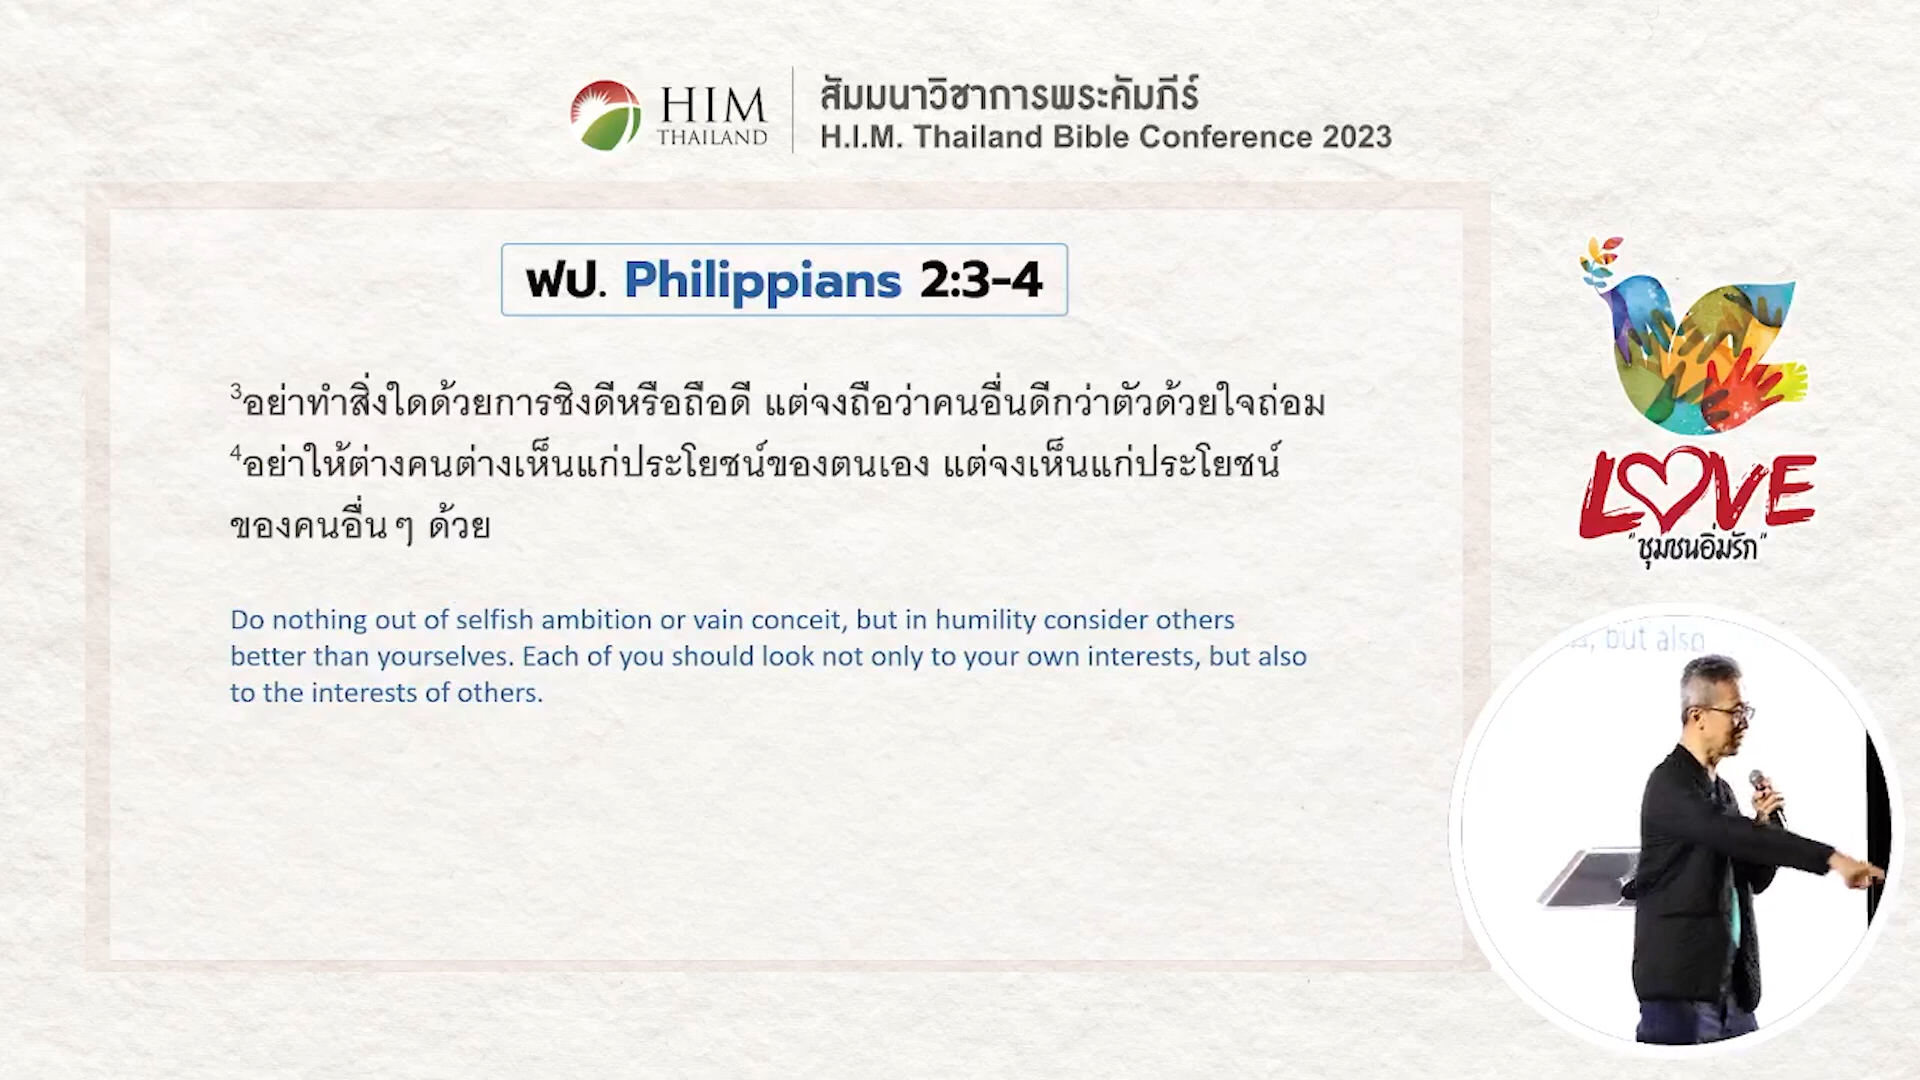 HIM
THAILAND
สัมมนาวิชาการพระคัมภีร์
H.I.M. Thailand Bible Conference 2023
ฟป. Philippians 2:3-4
³อย่าทำสิ่งใดด้วยการชิงดีหรือถือดี แต่จงถือว่าคนอื่นดีกว่าตัวด้วยใจถ่อม
⁴อย่าให้ต่างคนต่างเห็นแก่ประโยชน์ของตนเอง แต่จงเห็นแก่ประโยชน์
ของคนอื่นๆ ด้วย
Do nothing out of selfish ambition or vain conceit, but in humility consider others
better than yourselves. Each of you should look not only to your own interests, but also
to the interests of others.
LOVE
"ชุมชนอิ่มรัก"
but also